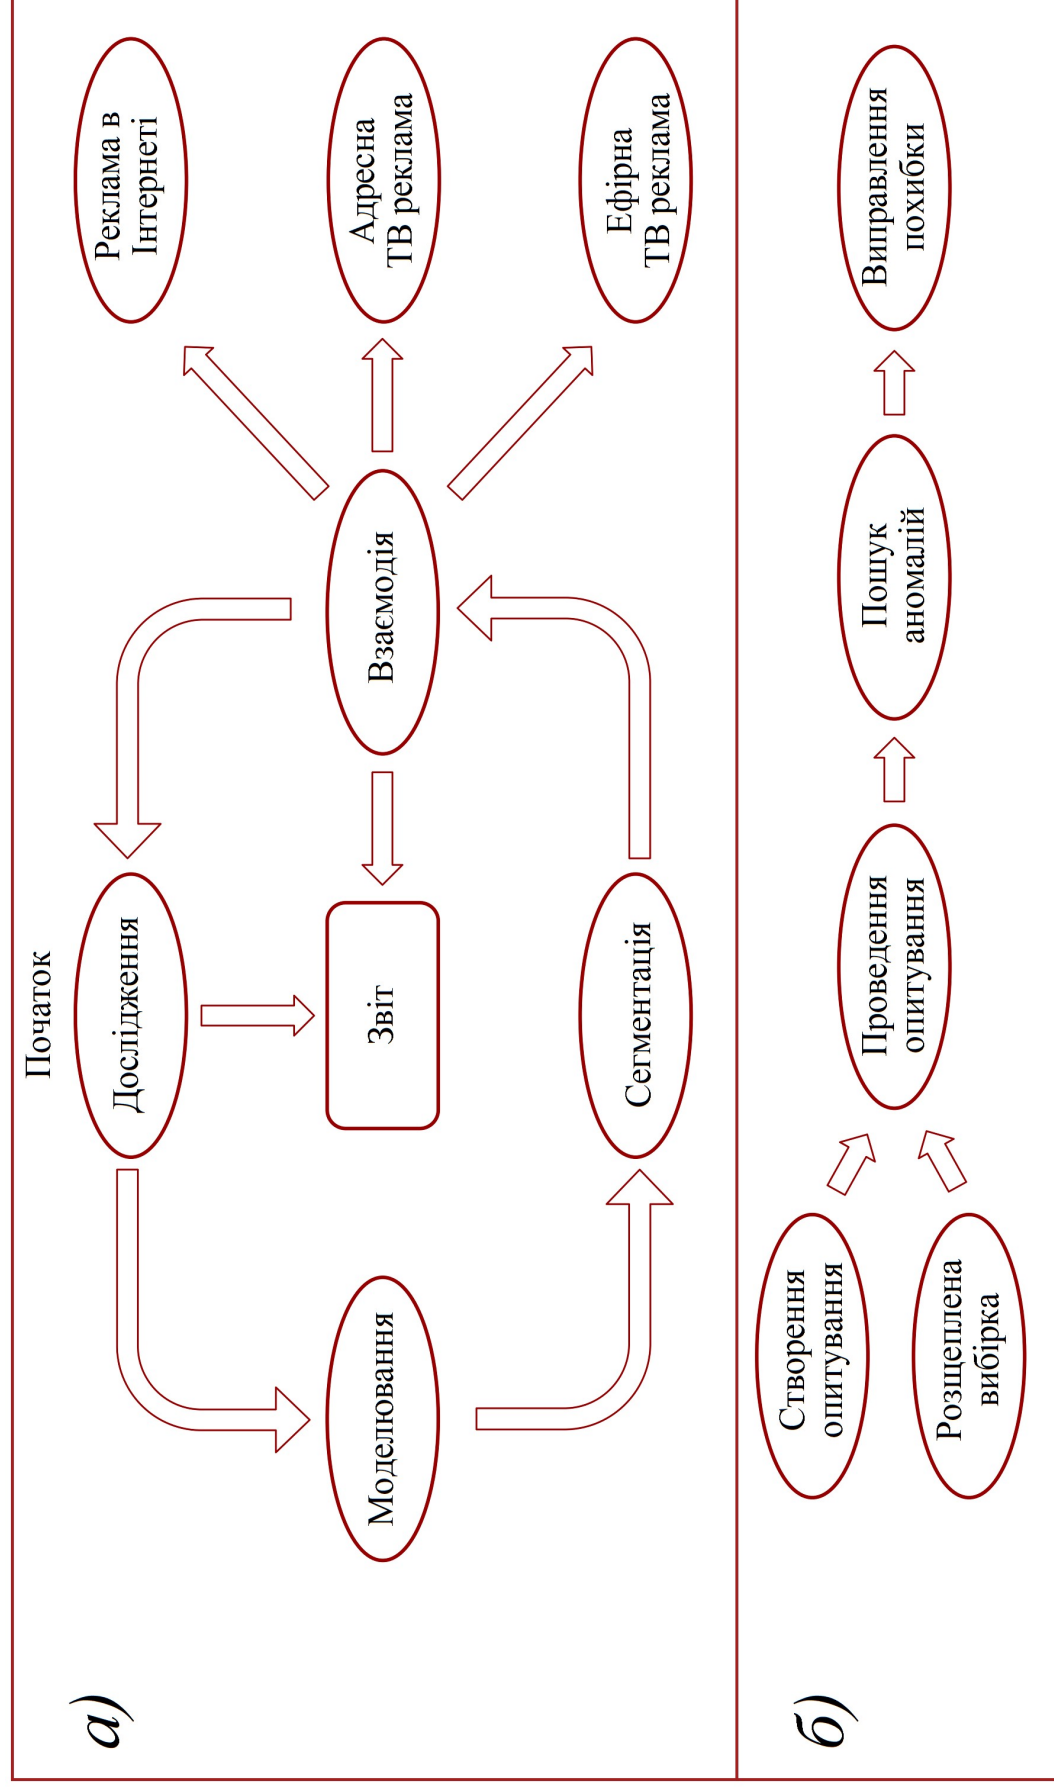 а)
Початок
Дослідження
Моделювання
Звіт
Взаємодія
Сегментація
Реклама в
Інтернеті
Адресна
ТВ реклама
Ефірна
ТВ реклама
б)
Створення
опитування
Розщеплена
вибірка
Проведення
опитування
Пошук
аномалій
Виправлення
похибки